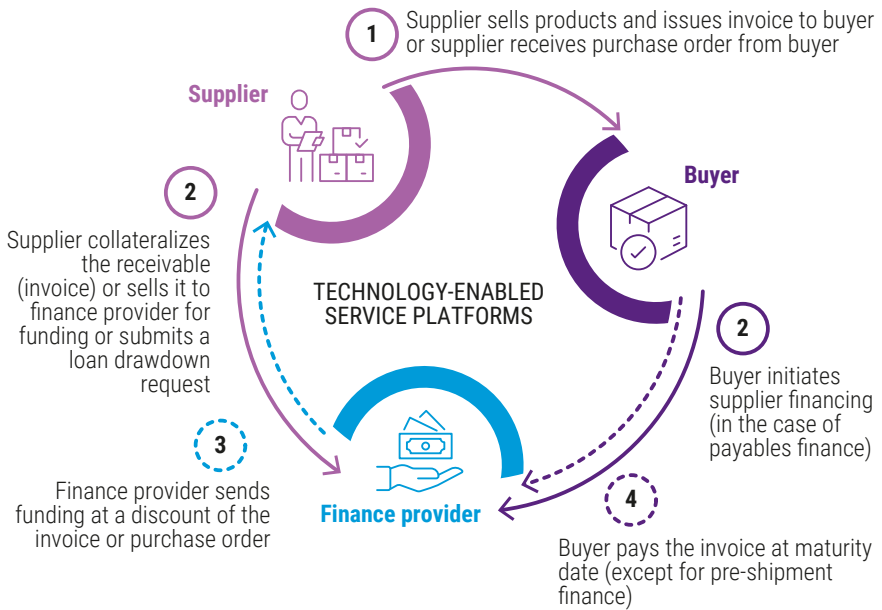 1
Supplier sells products and issues invoice to buyer
or supplier receives purchase order from buyer
Supplier
Buyer
2
Supplier collateralizes
the receivable
(invoice) or sells it to
finance provider for
funding or submits a
loan drawdown
request
TECHNOLOGY-ENABLED
SERVICE PLATFORMS
2
Buyer initiates
supplier financing
(in the case of
payables finance)
3
Finance provider sends
funding at a discount of the
invoice or purchase order
Finance provider
4
Buyer pays the invoice at maturity
date (except for pre-shipment
finance)